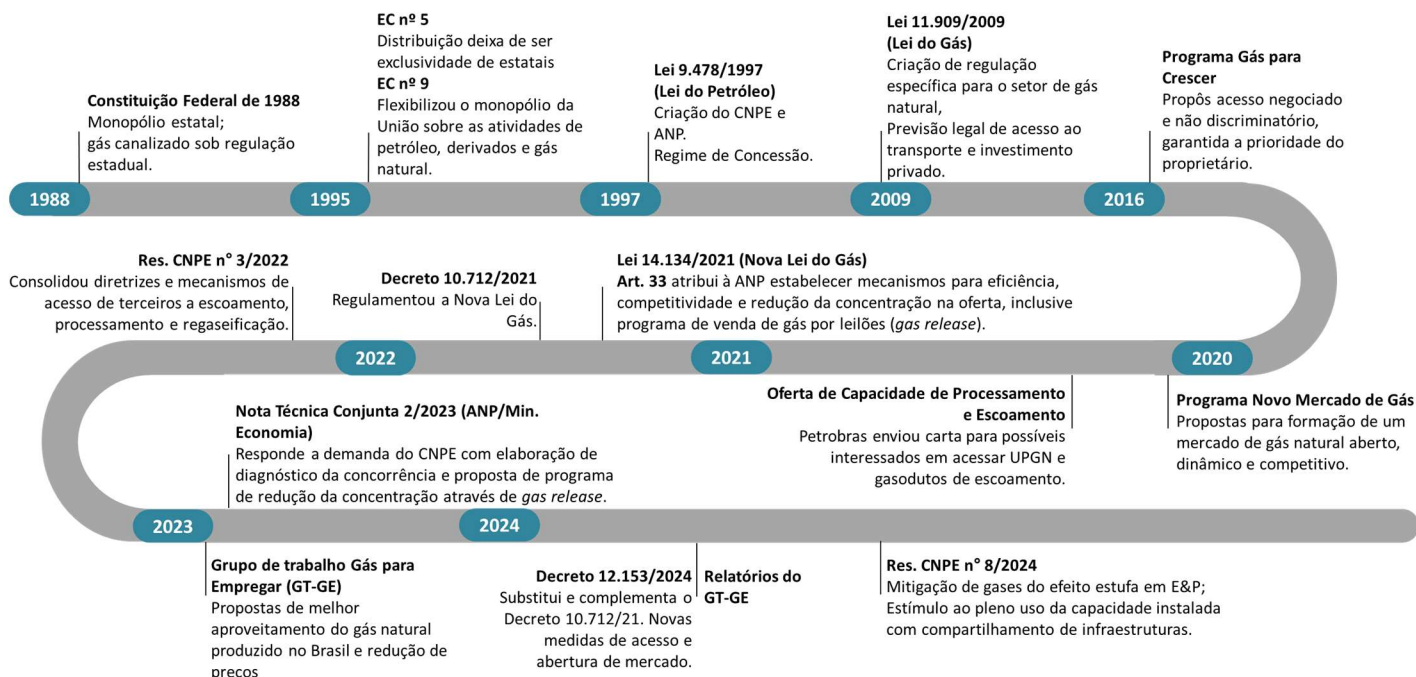 Constituição Federal de 1988
Monopólio estatal;
gás canalizado sob regulação
estadual.
EC nº 5
Distribuição deixa de ser
exclusividade de estatais
EC nº 9
Flexibilizou o monopólio da
União sobre as atividades de
petróleo, derivados e gás
natural.
Lei 9.478/1997
(Lei do Petróleo)
Criação do CNPE e
ANP.
Regime de Concessão.
Lei 11.909/2009
(Lei do Gás)
Criação de regulação
específica para o setor de gás
natural,
Previsão legal de acesso ao
transporte e investimento
privado.
Programa Gás para
Crescer
Propôs acesso negociado
e não discriminatório,
garantida a prioridade do
proprietário.
1988
1995
1997
2009
2016
Res. CNPE n° 3/2022
Consolidou diretrizes e mecanismos de
acesso de terceiros a escoamento,
processamento e regaseificação.
Decreto 10.712/2021
Regulamentou a Nova Lei do
Gás.
Lei 14.134/2021 (Nova Lei do Gás)
Art. 33 atribui à ANP estabelecer mecanismos para eficiência,
competitividade e redução da concentração na oferta, inclusive
programa de venda de gás por leilões (gas release).
2022
2021
2020
Nota Técnica Conjunta 2/2023 (ANP/Min.
Economia)
Responde a demanda do CNPE com elaboração de
diagnóstico da concorrência e proposta de programa
de redução da concentração através de gas release.
Oferta de Capacidade de Processamento
e Escoamento
Petrobras enviou carta para possíveis
interessados em acessar UPGN e
gasodutos de escoamento.
Programa Novo Mercado de Gás
Propostas para formação de um
mercado de gás natural aberto,
dinâmico e competitivo.
2023
2024
Grupo de trabalho Gás para
Empregar (GT-GE)
Propostas de melhor
aproveitamento do gás natural
produzido no Brasil e redução de
preços
Decreto 12.153/2024
Substitui e complementa o
Decreto 10.712/21. Novas
medidas de acesso e
abertura de mercado.
Relatórios do
GT-GE
Res. CNPE n° 8/2024
Mitigação de gases do efeito estufa em E&P;
Estímulo ao pleno uso da capacidade instalada
com compartilhamento de infraestruturas.